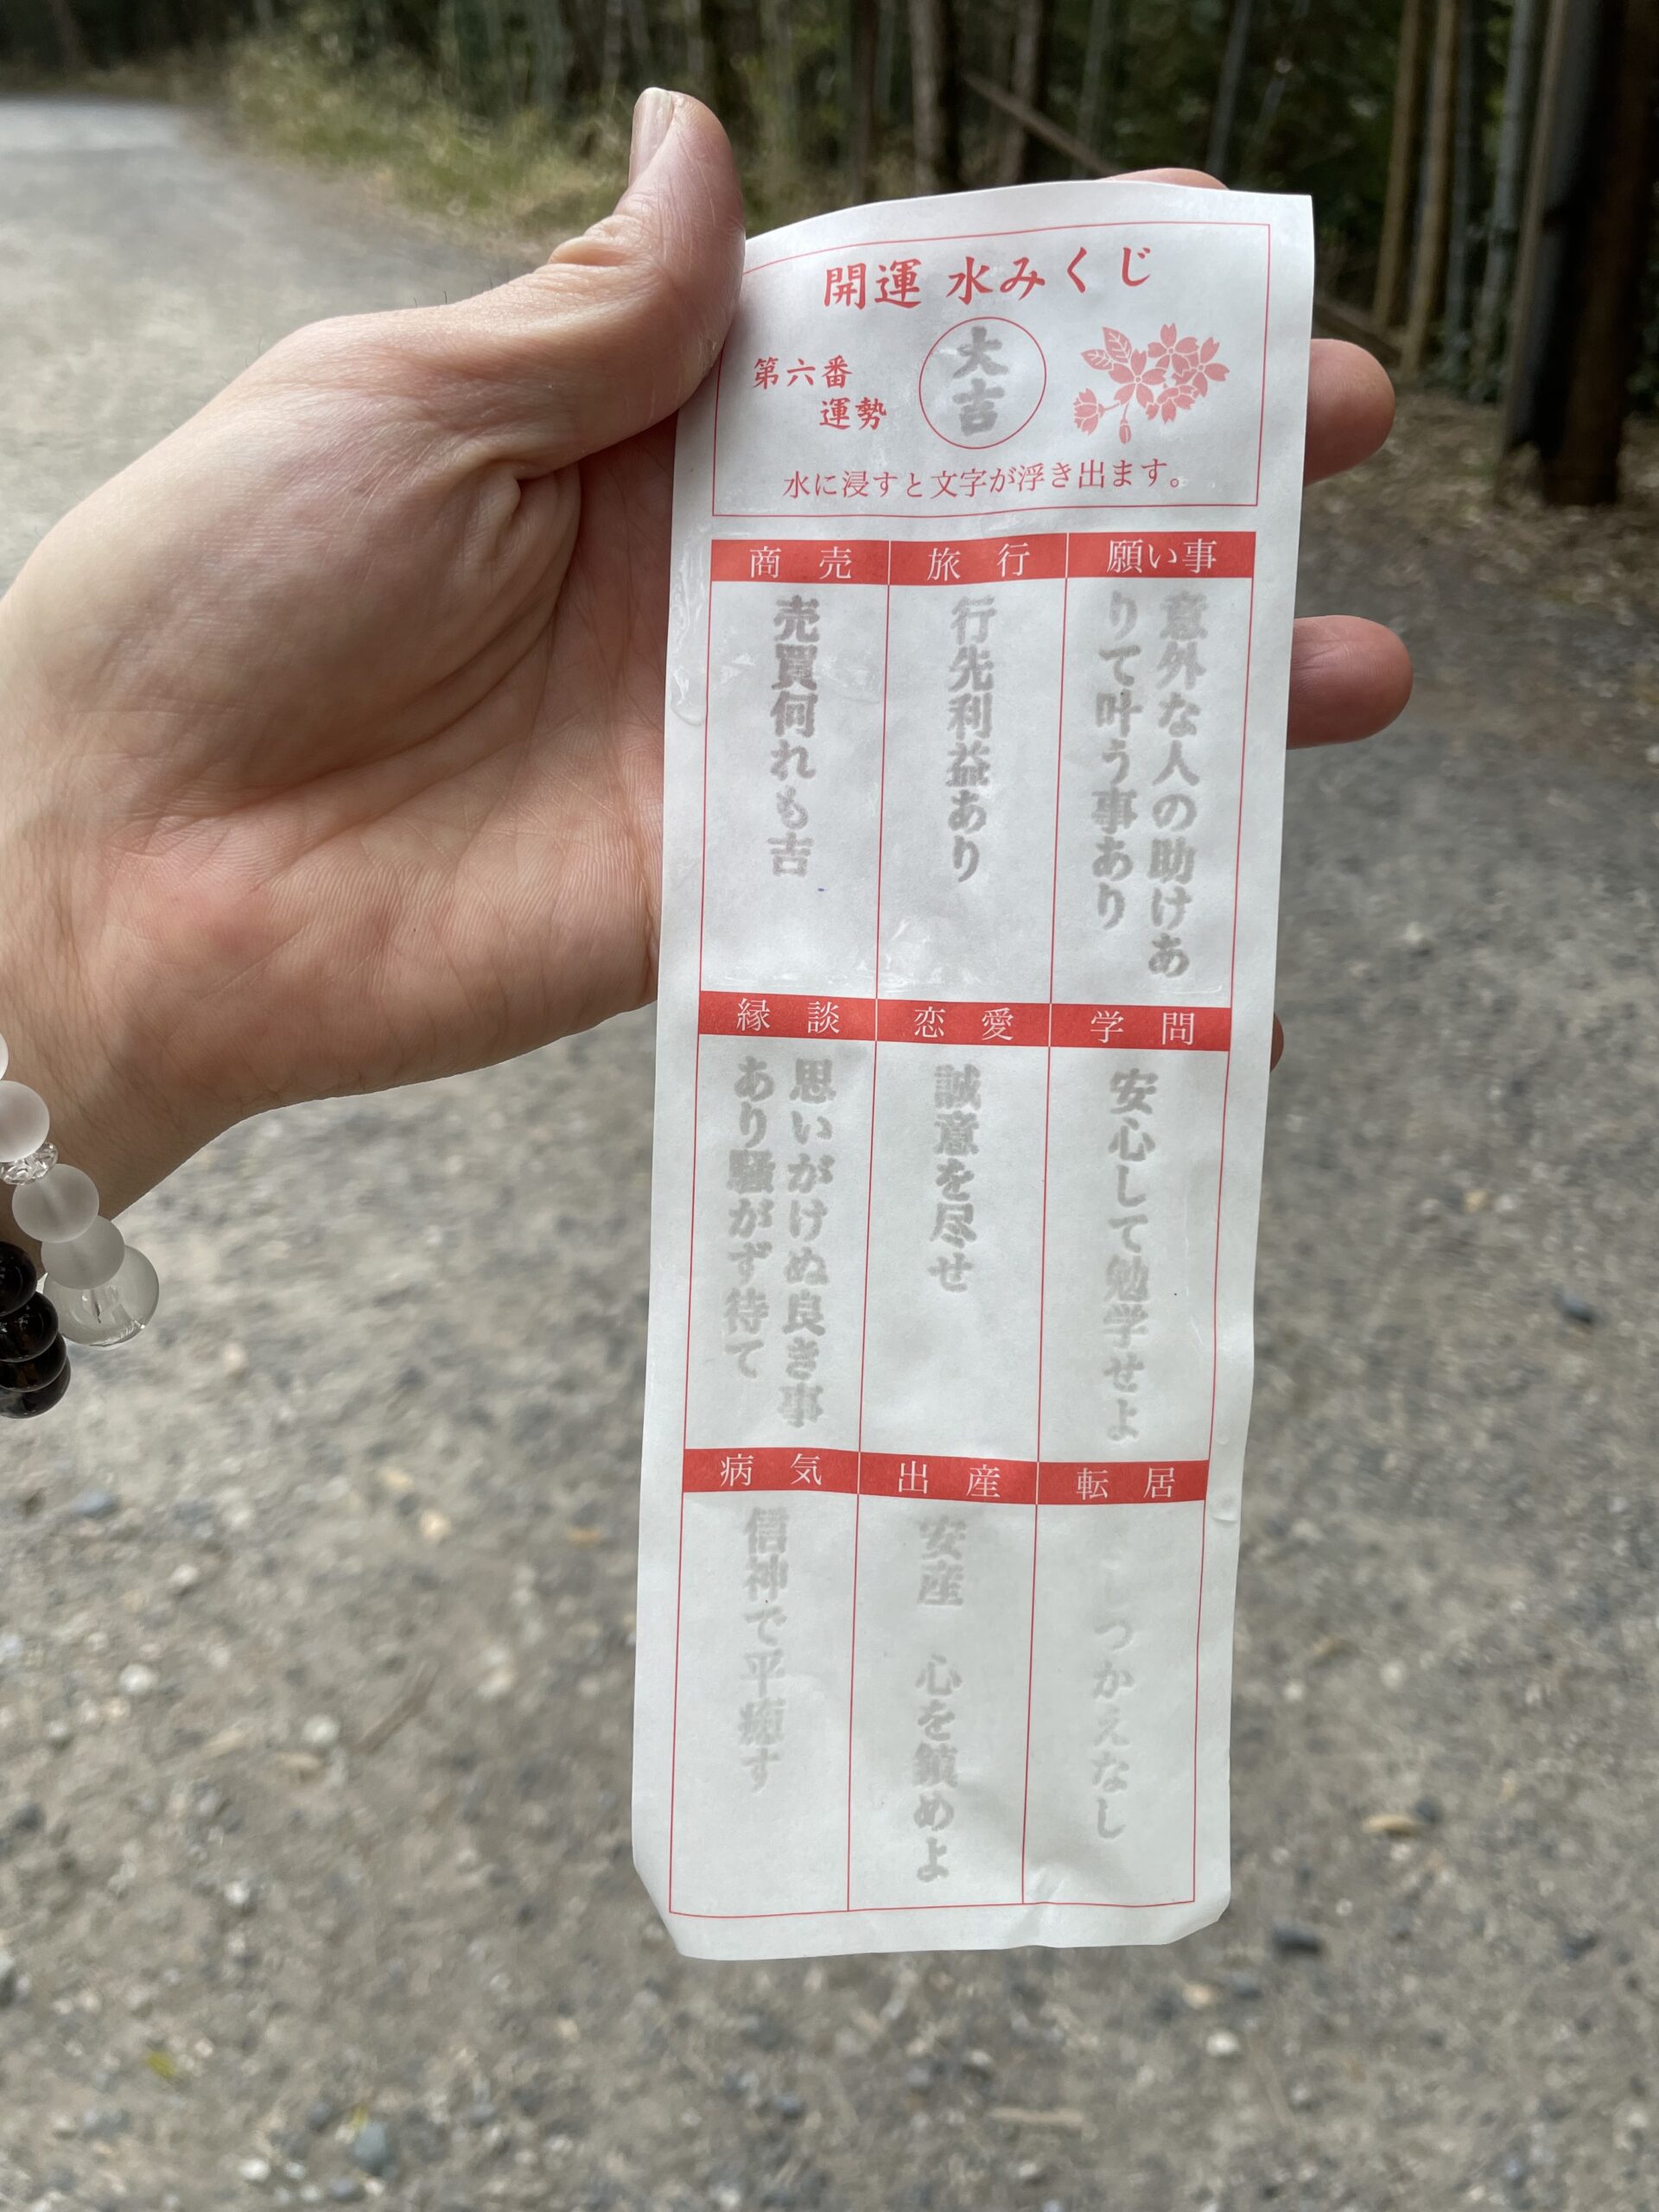 開運 水みくじ
第六番
運勢
大吉
水に浸すと文字が浮き出ます。
願い事
意外な人の助けあ
りて叶う事あり
旅行
行先利益あり
商売
売買何れも吉
学問
安心して勉学せよ
恋愛
誠意を尽せ
縁談
思いがけぬ良き事
あり騒がず待て
転居
しつかえなし
出産
安産 心を鎮めよ
病気
信神で平癒す